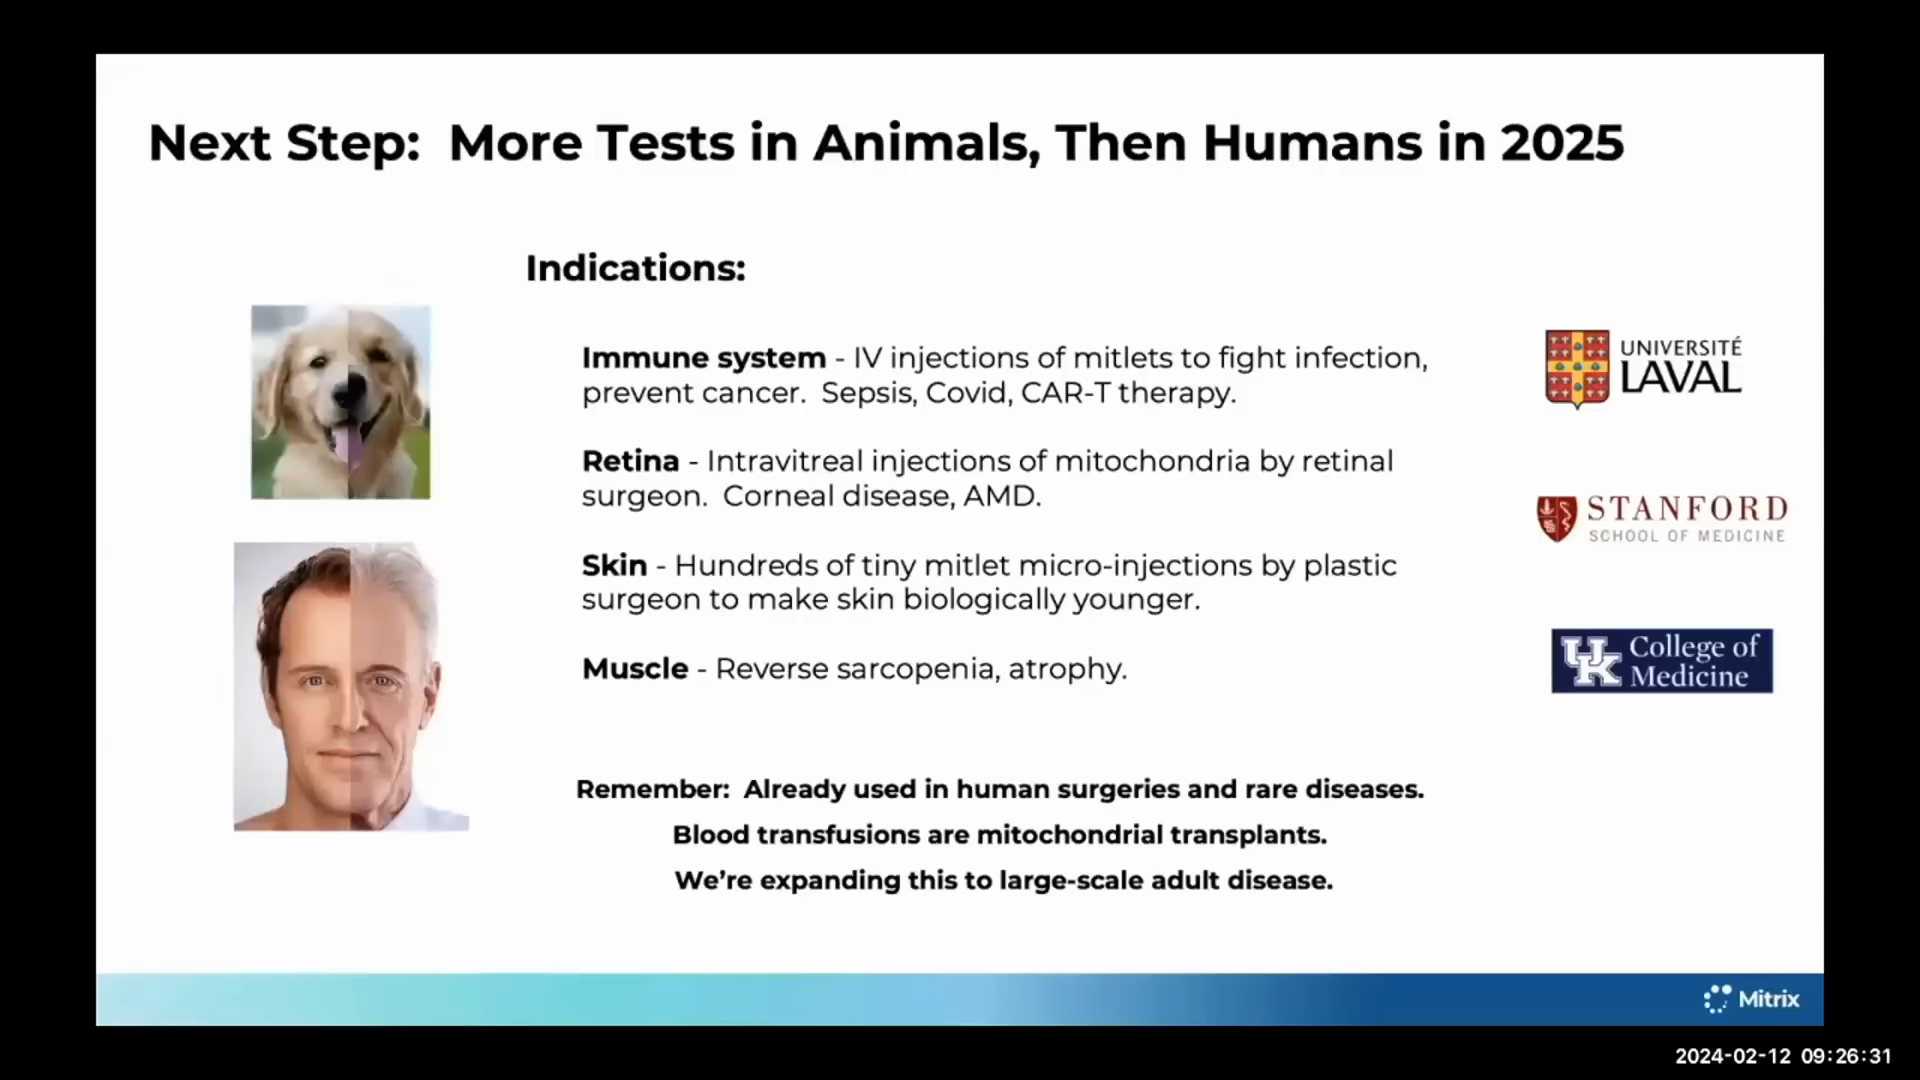 Next Step:  More Tests in Animals, Then Humans in 2025
Indications:
Immune system - IV injections of mitlets to fight infection,
prevent cancer.  Sepsis, Covid, CAR-T therapy.
UNIVERSITÉ
LAVAL
Retina - Intravitreal injections of mitochondria by retinal
surgeon.  Corneal disease, AMD.
STANFORD
SCHOOL OF MEDICINE
Skin - Hundreds of tiny mitlet micro-injections by plastic
surgeon to make skin biologically younger.
Muscle - Reverse sarcopenia, atrophy.
UK College of
Medicine
Remember:  Already used in human surgeries and rare diseases.
Blood transfusions are mitochondrial transplants.
We’re expanding this to large-scale adult disease.
Mitrix
2024-02-12 09:26:31